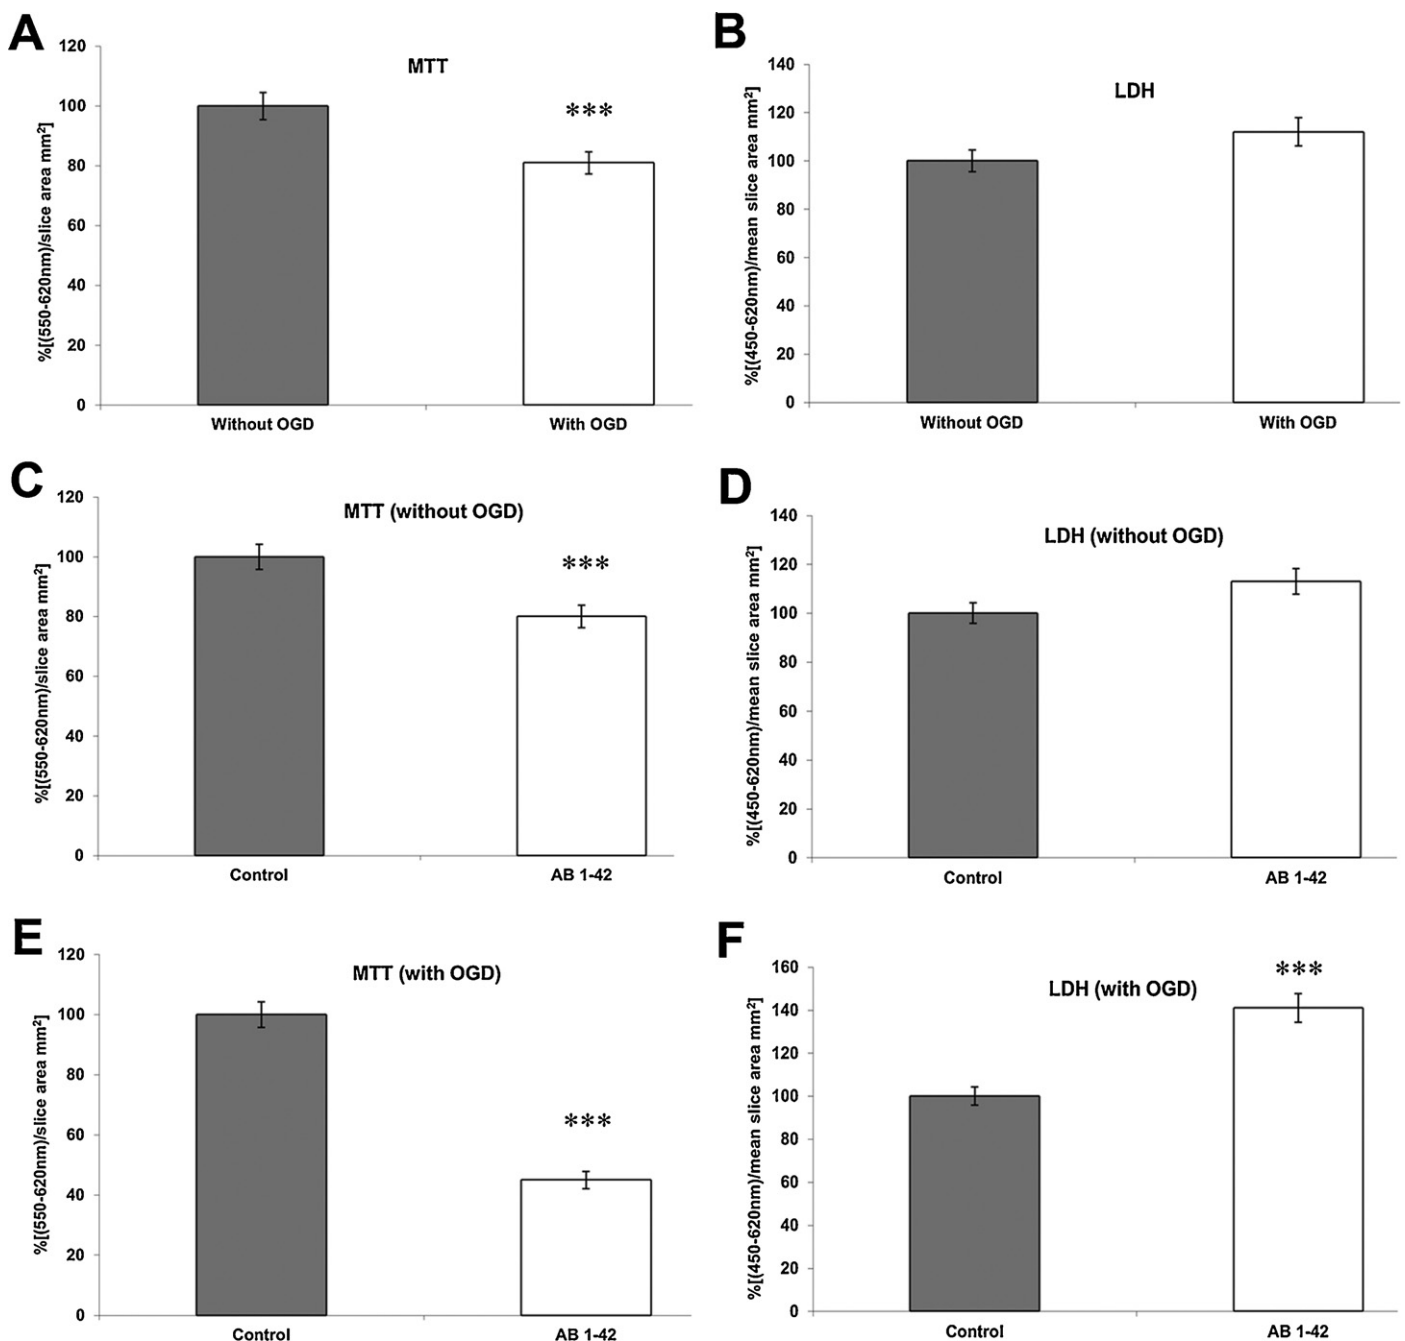 A
MTT
%[(550-620nm)/slice area mm²]
120
100
80
60
40
20
0
***
Without OGD
With OGD
B
LDH
%[(450-620nm)/mean slice area mm²]
140
120
100
80
60
40
20
0
Without OGD
With OGD
C
MTT (without OGD)
%[(550-620nm)/slice area mm²]
120
100
80
60
40
20
0
***
Control
AB 1-42
D
LDH (without OGD)
%[(450-620nm)/mean slice area mm²]
140
120
100
80
60
40
20
0
Control
AB 1-42
E
MTT (with OGD)
%[(550-620nm)/slice area mm²]
120
100
80
60
40
20
0
***
Control
AB 1-42
F
LDH (with OGD)
%[(450-620nm)/mean slice area mm²]
160
140
120
100
80
60
40
20
0
***
Control
AB 1-42